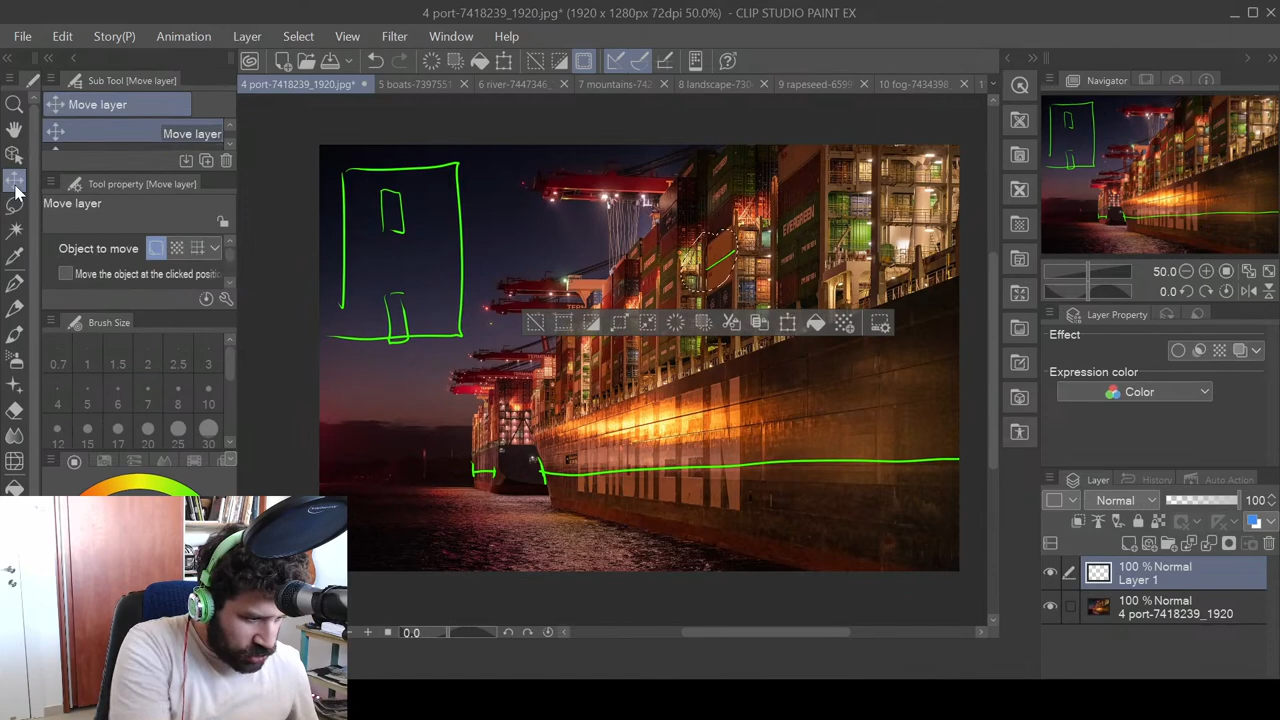 4 port-7418239_1920.jpg* (1920 x 1280px 72dpi 50.0%) - CLIP STUDIO PAINT EX
File Edit Story(P) Animation Layer Select View Filter Window Help
Sub Tool [Move layer]
Move layer
Move layer
Tool property [Move layer]
Move layer
Object to move
Move the object at the clicked positic
Brush Size
0.7 1 1.5 2 2.5 3
4 5 6 7 8 10
12 15 17 20 25 30
4 port-7418239_1920.jpg* 5 boats-7397551 6 river-7447346_ 7 mountains-742 8 landscape-730 9 rapeseed-6599 10 fog-7434398_ 1
EVERGREEN
0.0
Navigator
50.0
0.0
Layer Property
Effect
Expression color
Color
Layer History Auto Action
Normal 100
100 % Normal
Layer 1
100 % Normal
4 port-7418239_1920